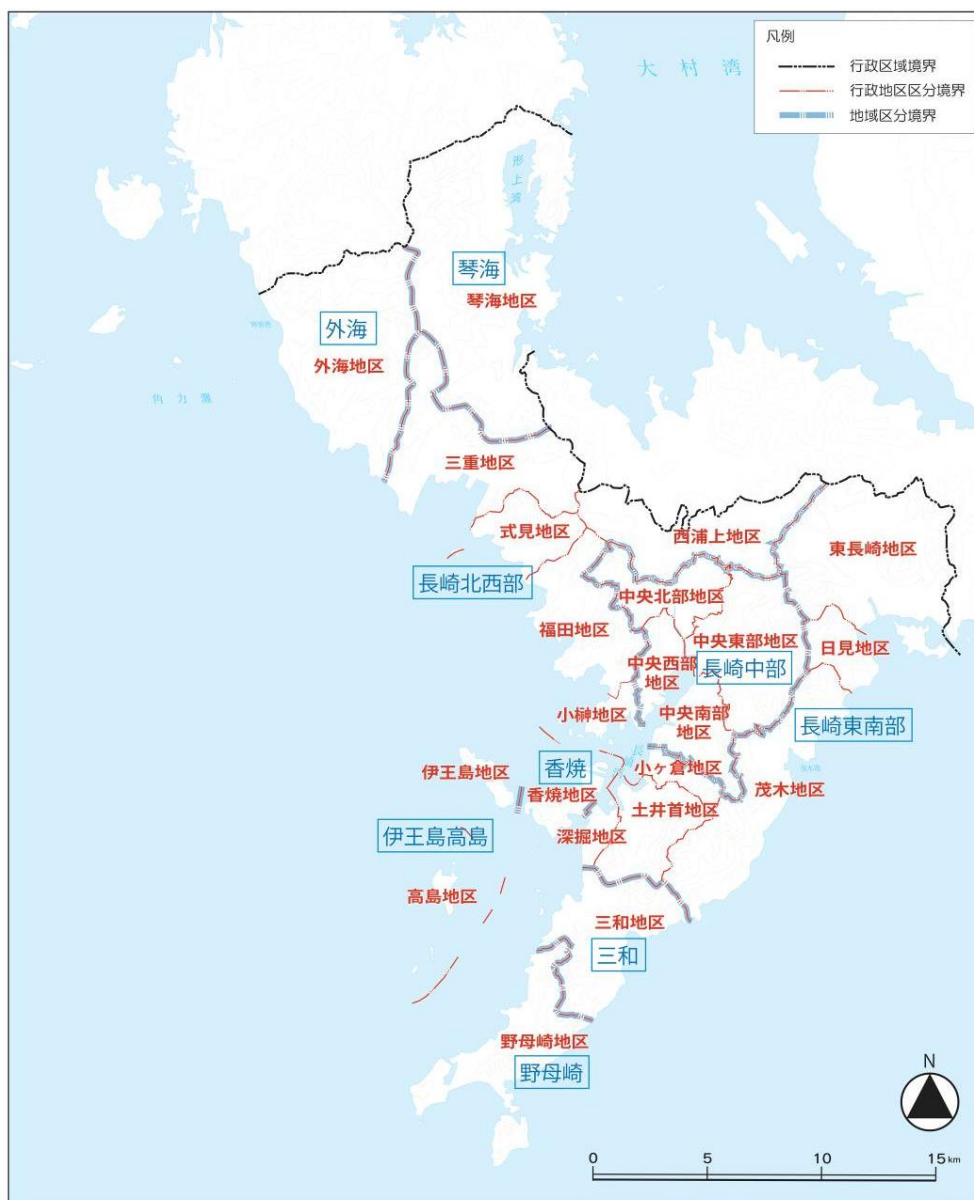 凡例
行政区域境界
行政地区区分境界
地域区分境界
大村湾
形上湾
琴海
琴海地区
外海
外海地区
角力灘
三重地区
式見地区
西浦上地区
東長崎地区
長崎北西部
中央北部地区
福田地区
中央東部地区
日見地区
中央西部
地区
長崎中部
小榊地区
中央南部
地区
長崎東南部
長
香焼
小ヶ倉地区
伊王島地区
香焼地区
土井首地区
茂木地区
伊王島高島
深掘地区
高島地区
三和地区
三和
野母崎地区
野母崎
N
0 5 10 15km